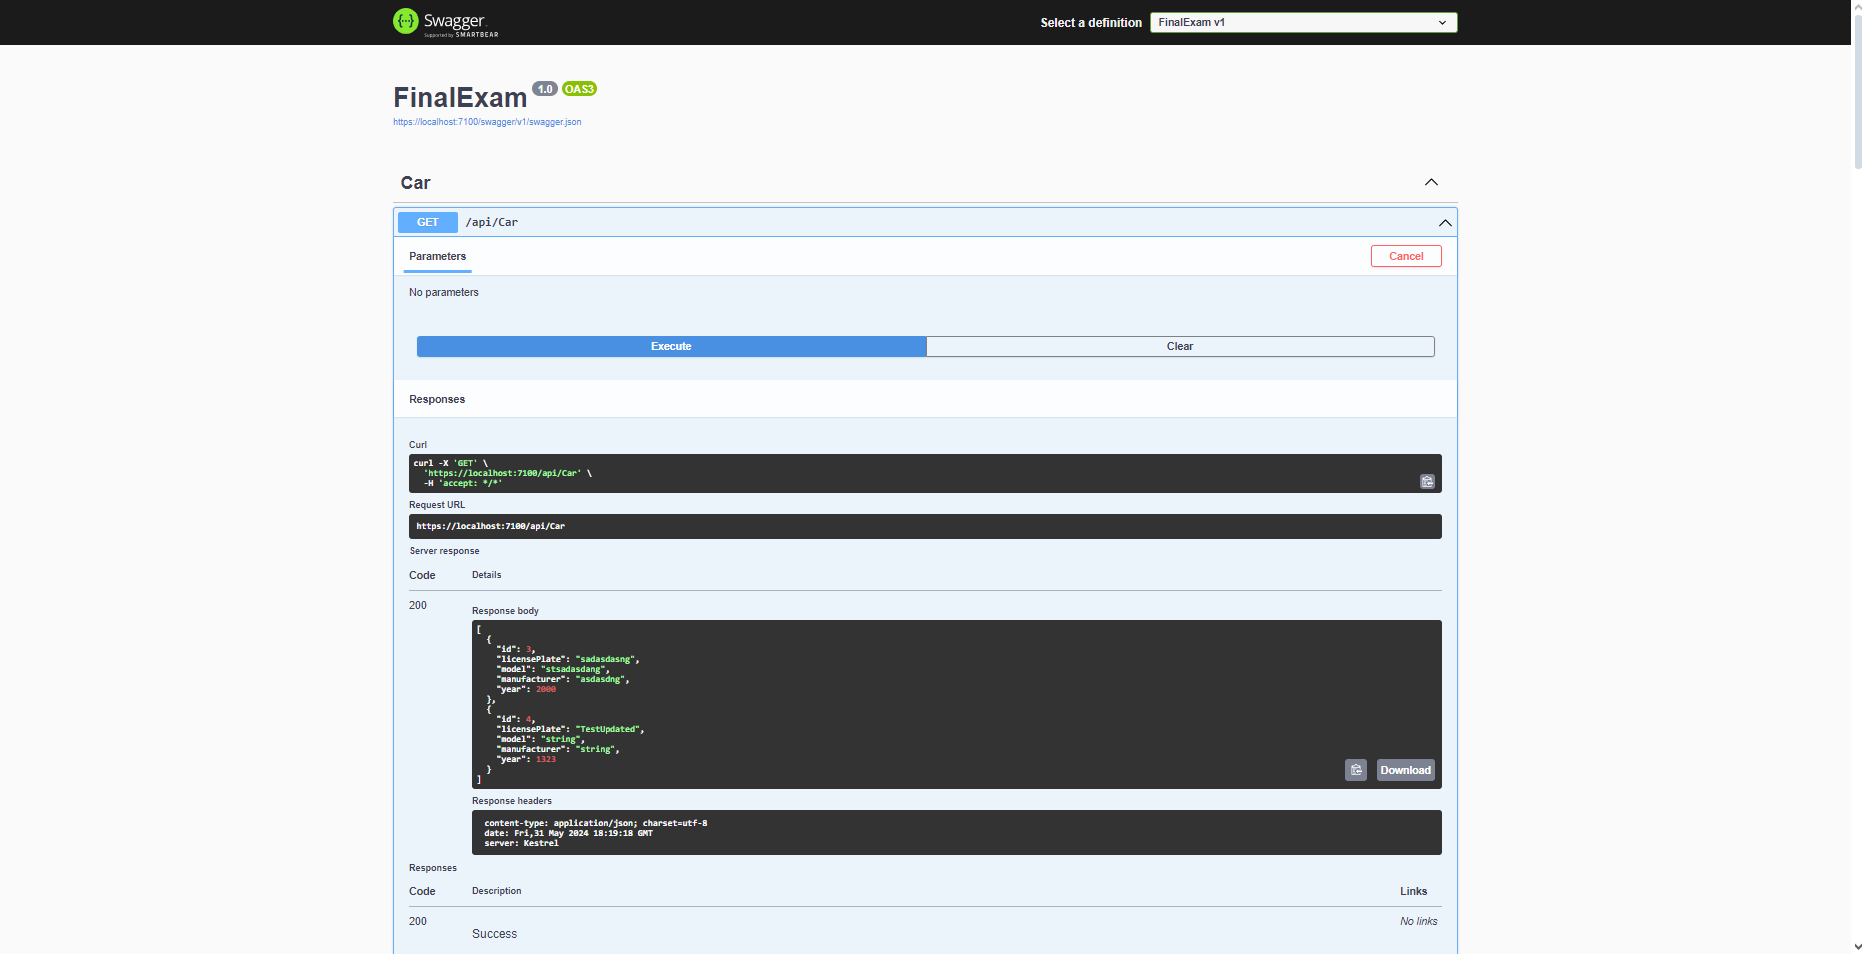 Swagger
Supported by SMARTBEAR
Select a definition
FinalExam v1
FinalExam 1.0 OAS3
https://localhost:7100/swagger/v1/swagger.json
Car
GET /api/Car
Parameters
Cancel
No parameters
Execute
Clear
Responses
Curl
curl -X 'GET' \
'https://localhost:7100/api/Car' \
-H 'accept: */*'
Request URL
https://localhost:7100/api/Car
Server response
Code Details
200
Response body
[
{
"id": 3,
"licensePlate": "sadasdasng",
"model": "stsadasdang",
"manufacturer": "asdasdng",
"year": 2000
},
{
"id": 4,
"licensePlate": "TestUpdated",
"model": "string",
"manufacturer": "string",
"year": 1323
}
]
Download
Response headers
content-type: application/json; charset=utf-8
date: Fri,31 May 2024 18:19:18 GMT
server: Kestrel
Responses
Code Description Links
200 No links
Success